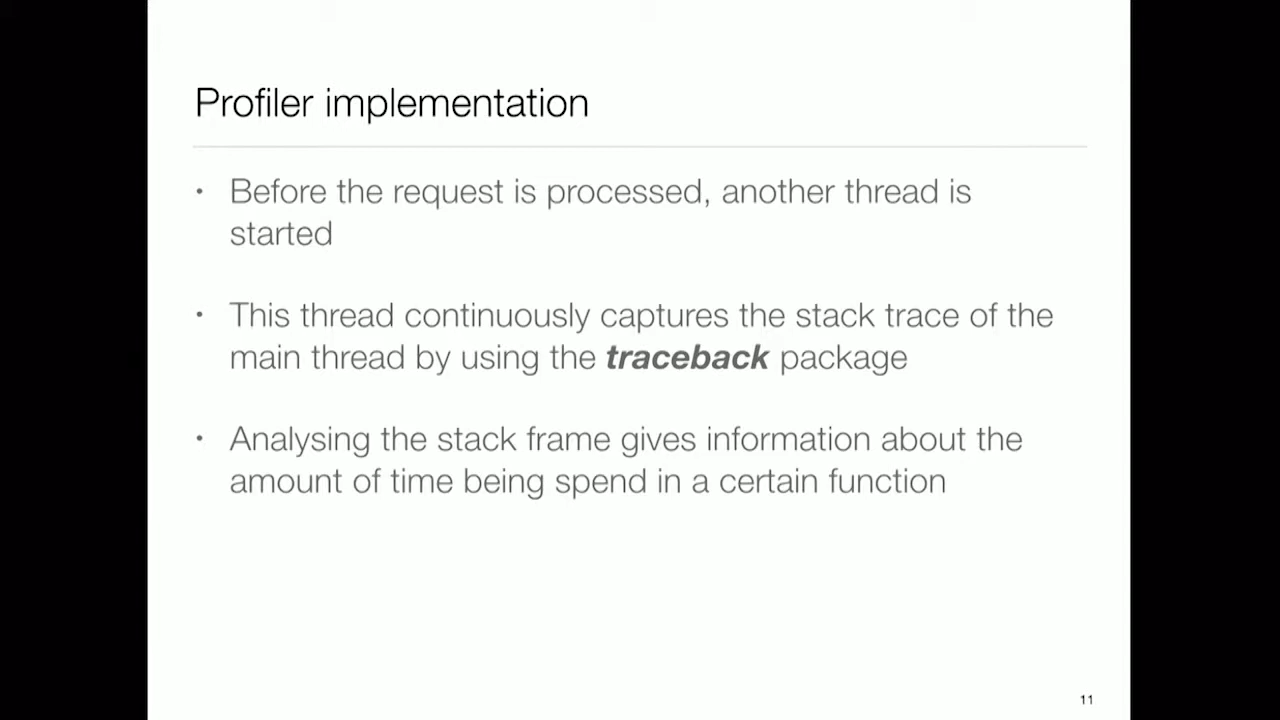 Profiler implementation
• Before the request is processed, another thread is
started
• This thread continuously captures the stack trace of the
main thread by using the traceback package
• Analysing the stack frame gives information about the
amount of time being spend in a certain function
11